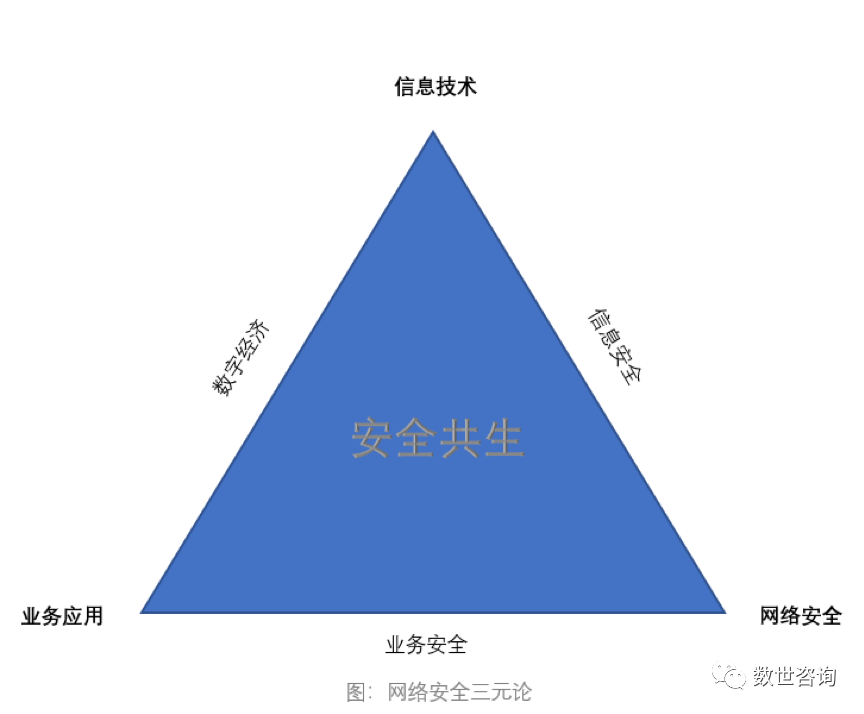 信息技术
数字经济
信息安全
安全共生
业务应用
网络安全
业务安全
数世咨询
图：网络安全三元论